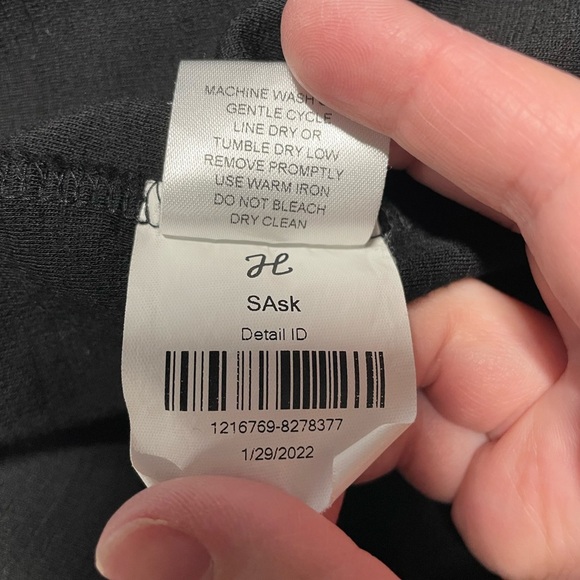 MACHINE WASH
GENTLE CYCLE
LINE DRY OR
TUMBLE DRY LOW
REMOVE PROMPTLY
USE WARM IRON
DO NOT BLEACH
DRY CLEAN
H
SAsk
Detail ID
1216769-8278377
1/29/2022